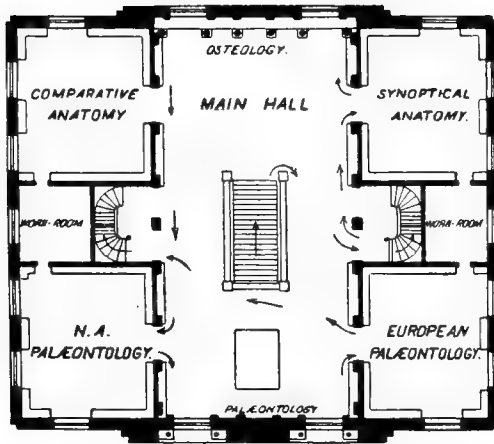 OSTEOLOGY.
COMPARATIVE
ANATOMY
MAIN HALL
SYNOPTICAL
ANATOMY.
WORK-ROOM
WORK-ROOM
N. A.
PALÆONTOLOGY.
EUROPEAN
PALÆONTOLOGY.
PALÆONTOLOGY